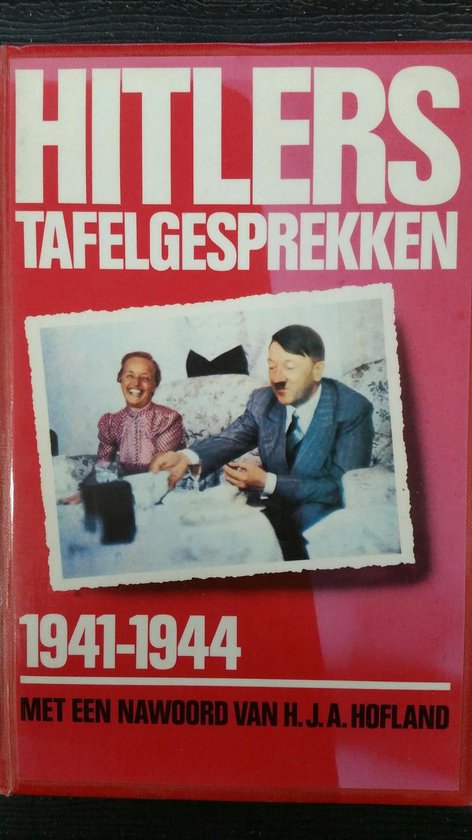 HITLERS
TAFELGESPREKKEN
1941-1944
MET EEN NAWOORD VAN H.J.A. HOFLAND